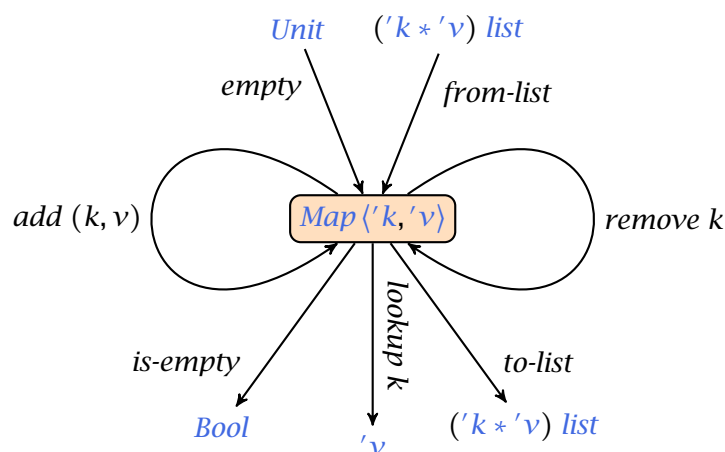 Unit
('k * 'v) list
empty
from-list
add (k, v)
Map ⟨'k, 'v⟩
remove k
lookup k
is-empty
to-list
Bool
'v
('k * 'v) list